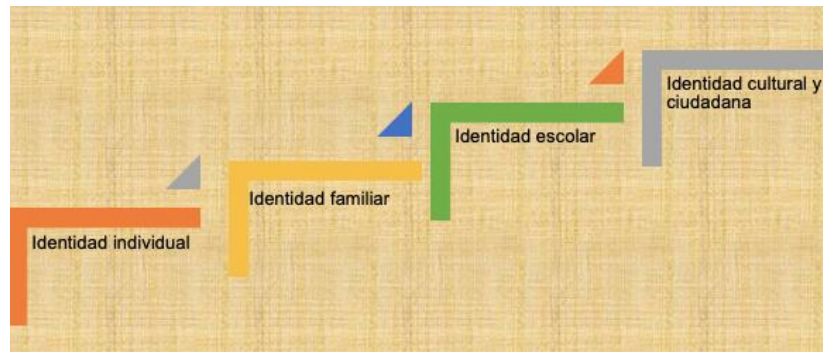 Identidad individual
Identidad familiar
Identidad escolar
Identidad cultural y
ciudadana